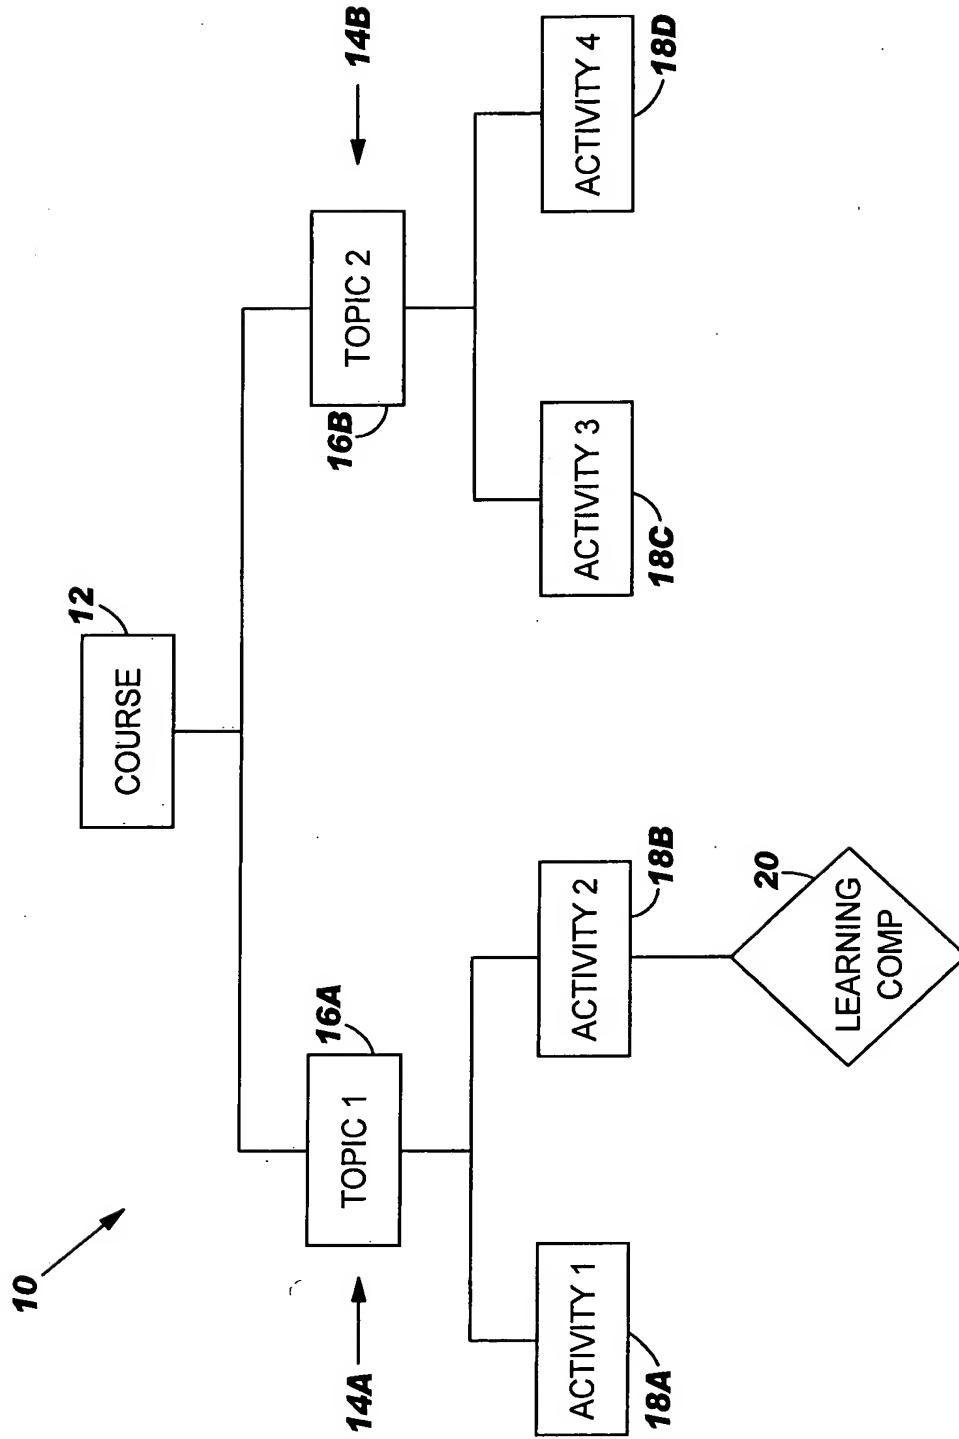 10
COURSE
12
14A
TOPIC 1
16A
16B
TOPIC 2
14B
ACTIVITY 1
18A
ACTIVITY 2
18B
ACTIVITY 3
18C
ACTIVITY 4
18D
LEARNING
COMP
20